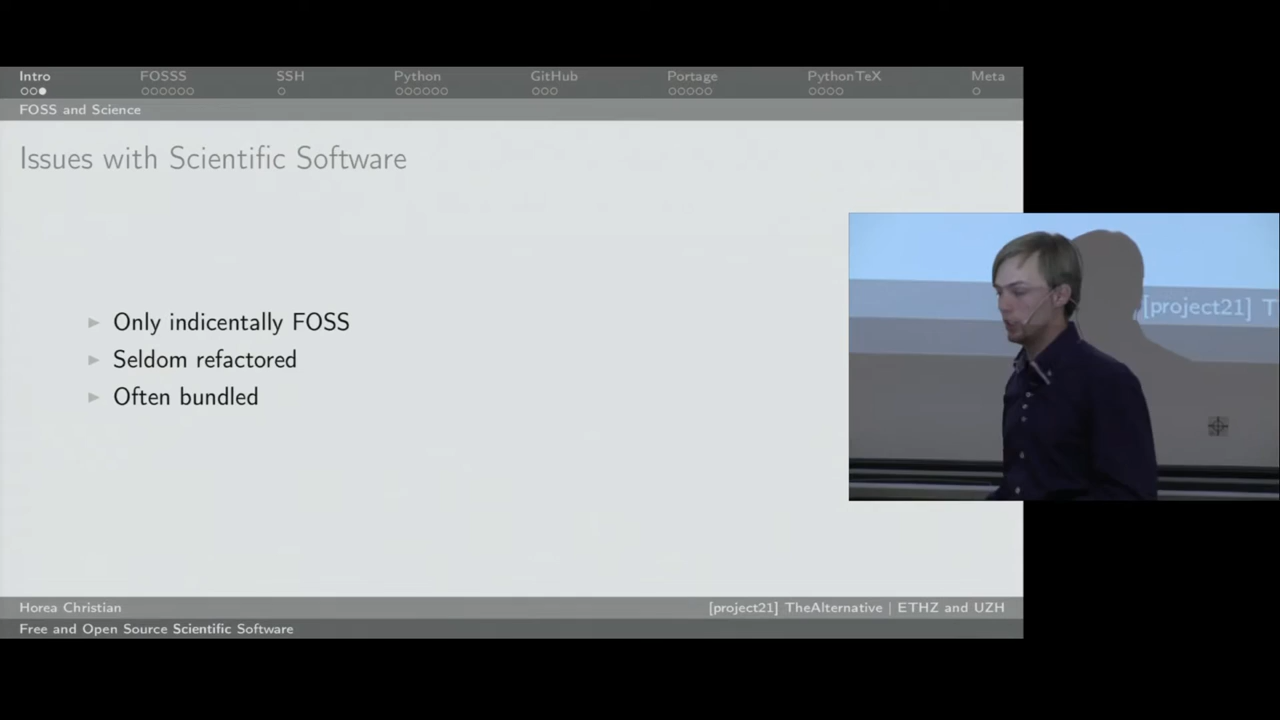 Intro FOSSS SSH Python GitHub Portage PythonTeX Meta
FOSS and Science
Issues with Scientific Software
Only indicentally FOSS
Seldom refactored
Often bundled
[project21] T
Horea Christian [project21] TheAlternative | ETHZ and UZH
Free and Open Source Scientific Software